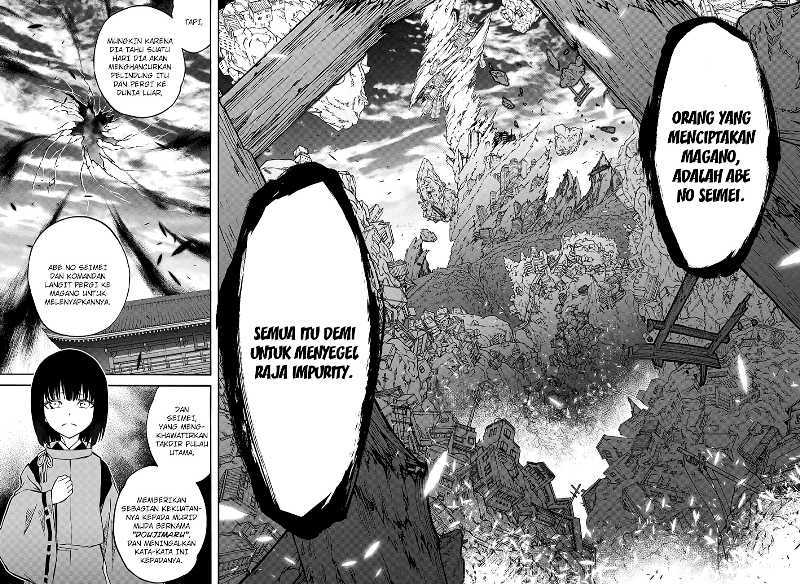 ORANG YANG
MENCIPTAKAN
MAGANO,
ADALAH ABE
NO SEIMEI.
SEMUA ITU DEMI
UNTUK MENYEGEL
RAJA IMPURITY.
TAPI,
MUNGKIN KARENA
DIA TAHU SUATU
HARI DIA AKAN
MENGHANCURKAN
PELINDUNG ITU
DAN PERGI KE
DUNIA LUAR,
ABE NO SEIMEI
DAN KOMANDAN
LANGIT PERGI KE
MAGANO UNTUK
MELENYAPKANNYA.
DAN
SEIMEI,
YANG MENG-
KHAWATIRKAN
TAKDIR PULAU
UTAMA,
MEMBERIKAN
SEBAGIAN KEKUATAN-
NYA KEPADA MURID
MUDA BERNAMA
"DOUJIMARU",
DAN MENINGALKAN
KATA-KATA INI
KEPADANYA.